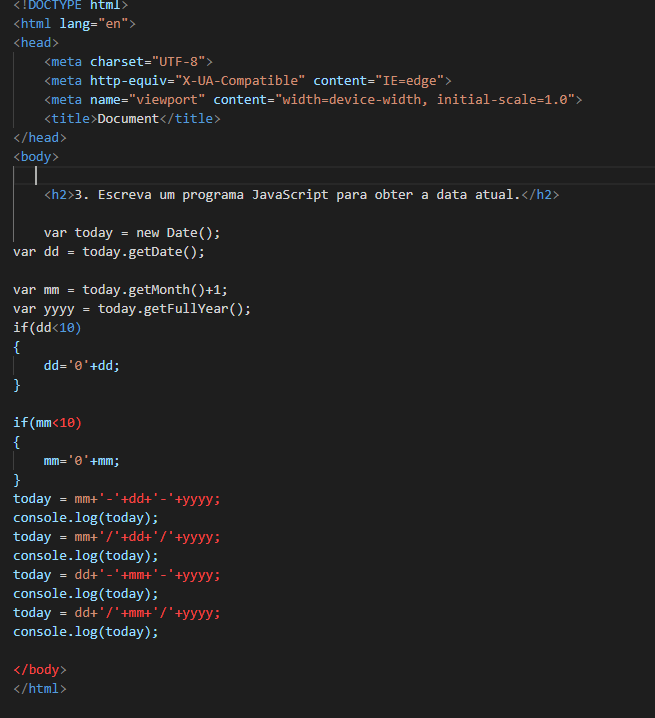 <!DOCTYPE html>
<html lang="en">
<head>
    <meta charset="UTF-8">
    <meta http-equiv="X-UA-Compatible" content="IE=edge">
    <meta name="viewport" content="width=device-width, initial-scale=1.0">
    <title>Document</title>
</head>
<body>
    <h2>3. Escreva um programa JavaScript para obter a data atual.</h2>
    var today = new Date();
var dd = today.getDate();
var mm = today.getMonth()+1;
var yyyy = today.getFullYear();
if(dd<10)
{
    dd='0'+dd;
}
if(mm<10)
{
    mm='0'+mm;
}
today = mm+'-'+dd+'-'+yyyy;
console.log(today);
today = mm+'/'+dd+'/'+yyyy;
console.log(today);
today = dd+'-'+mm+'-'+yyyy;
console.log(today);
today = dd+'/'+mm+'/'+yyyy;
console.log(today);
</body>
</html>